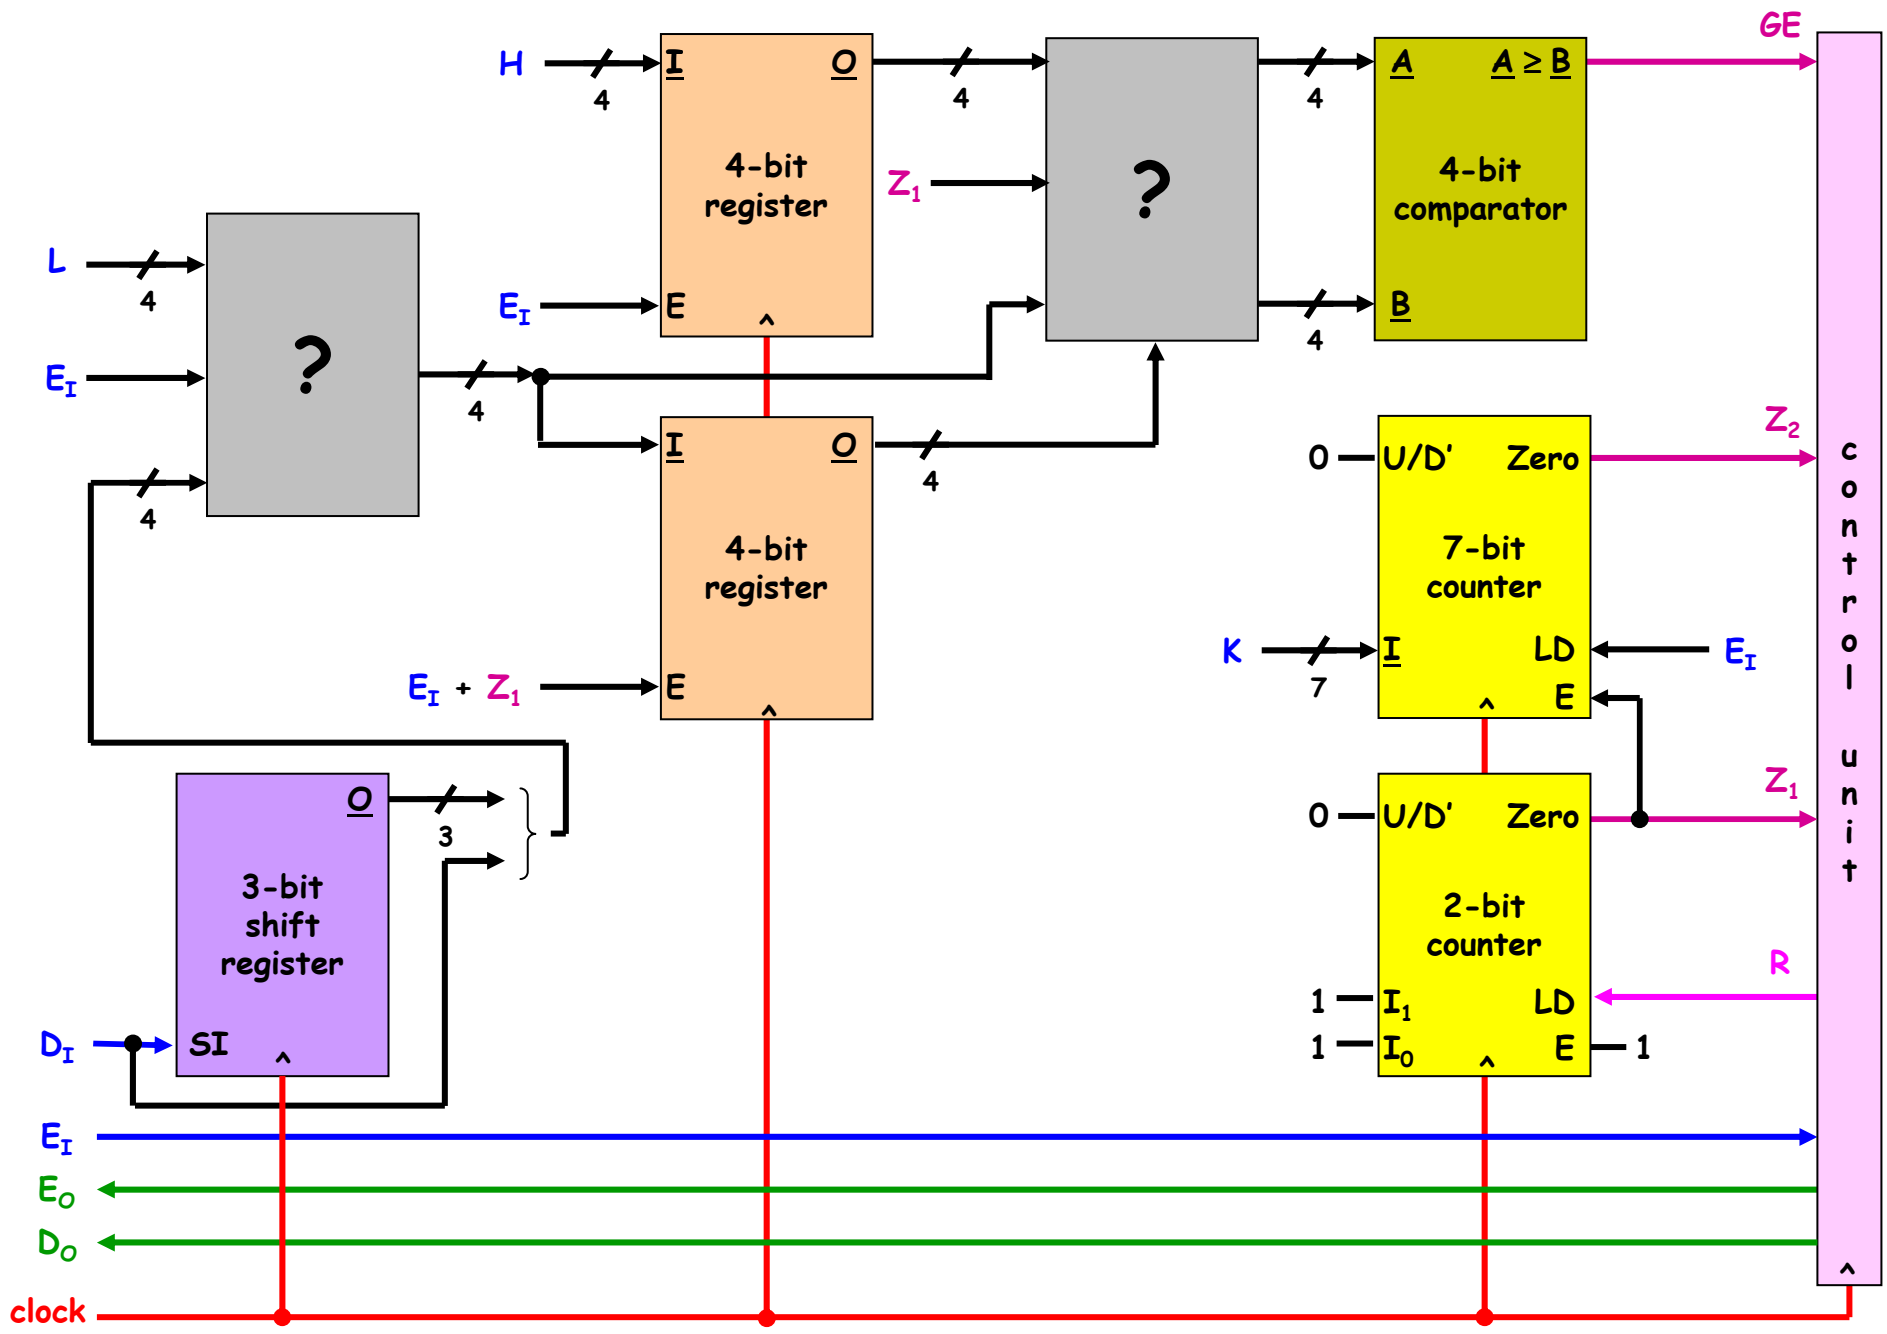 GE
H
4
I
O
4
4
A
A ≥ B
4-bit
register
Z1
?
4-bit
comparator
L
4
EI
E
^
B
4
?
EI
4
Z2
4
I
O
4
0
U/D'
Zero
control unit
4-bit
register
7-bit
counter
K
7
I
LD
EI
EI + Z1
E
^
E
^
O
3
0
U/D'
Zero
Z1
3-bit
shift
register
2-bit
counter
R
1
I1
LD
DI
SI
^
1
I0
E
1
^
EI
EO
DO
^
clock